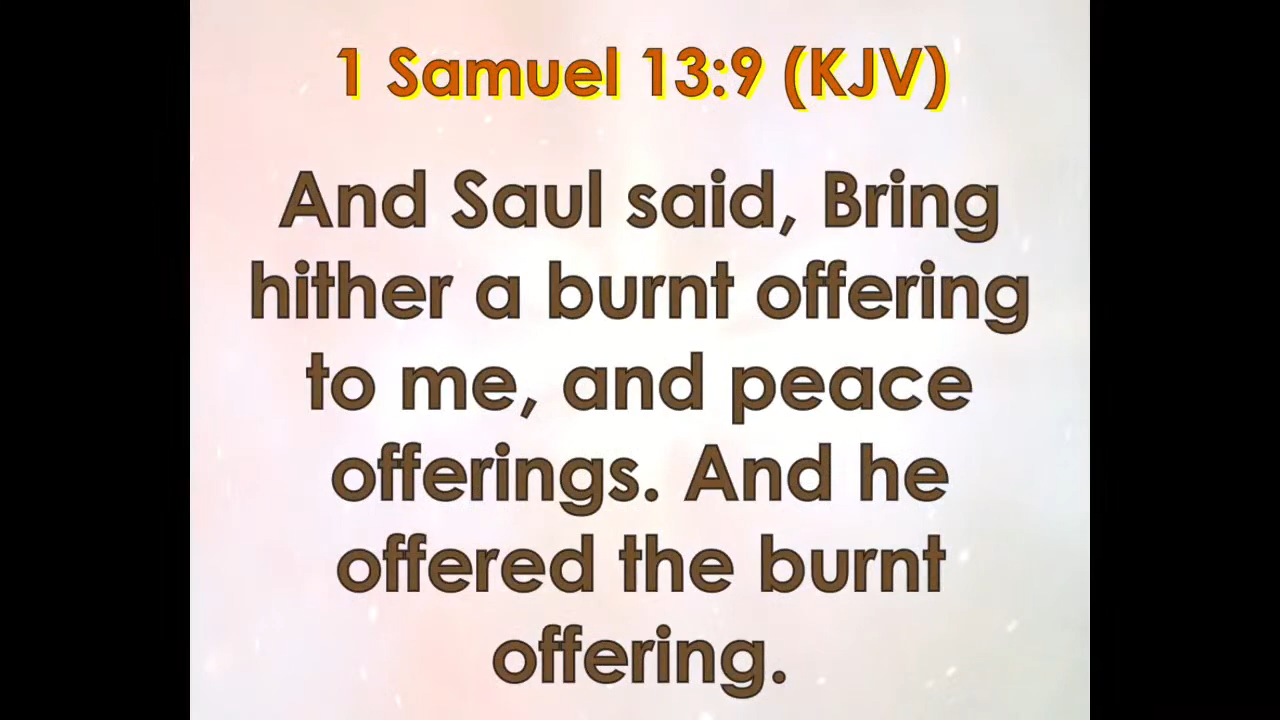 1 Samuel 13:9 (KJV)
And Saul said, Bring
hither a burnt offering
to me, and peace
offerings. And he
offered the burnt
offering.